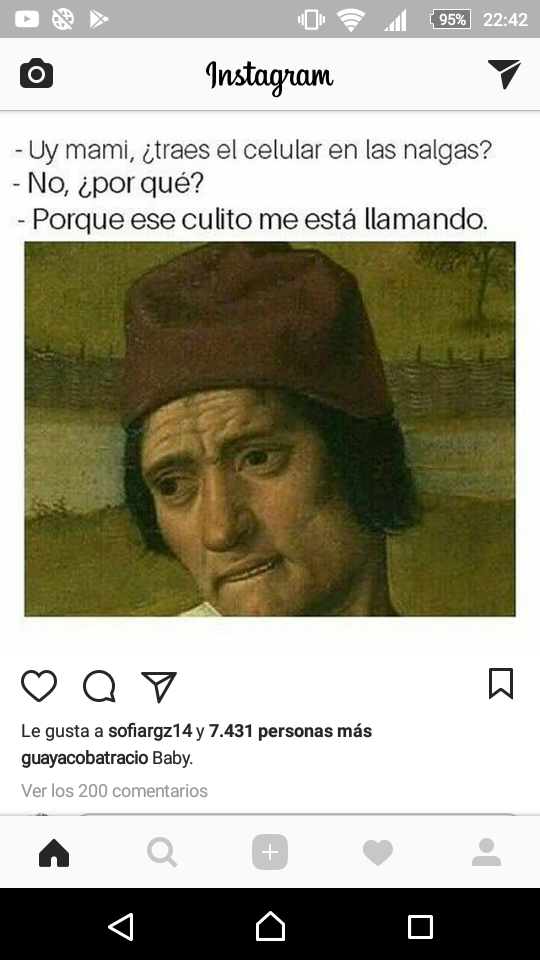 95% 22:42
Instagram
- Uy mami, ¿traes el celular en las nalgas?
- No, ¿por qué?
- Porque ese culito me está llamando.
Le gusta a sofiargz14 y 7.431 personas más
guayacobatracio Baby.
Ver los 200 comentarios